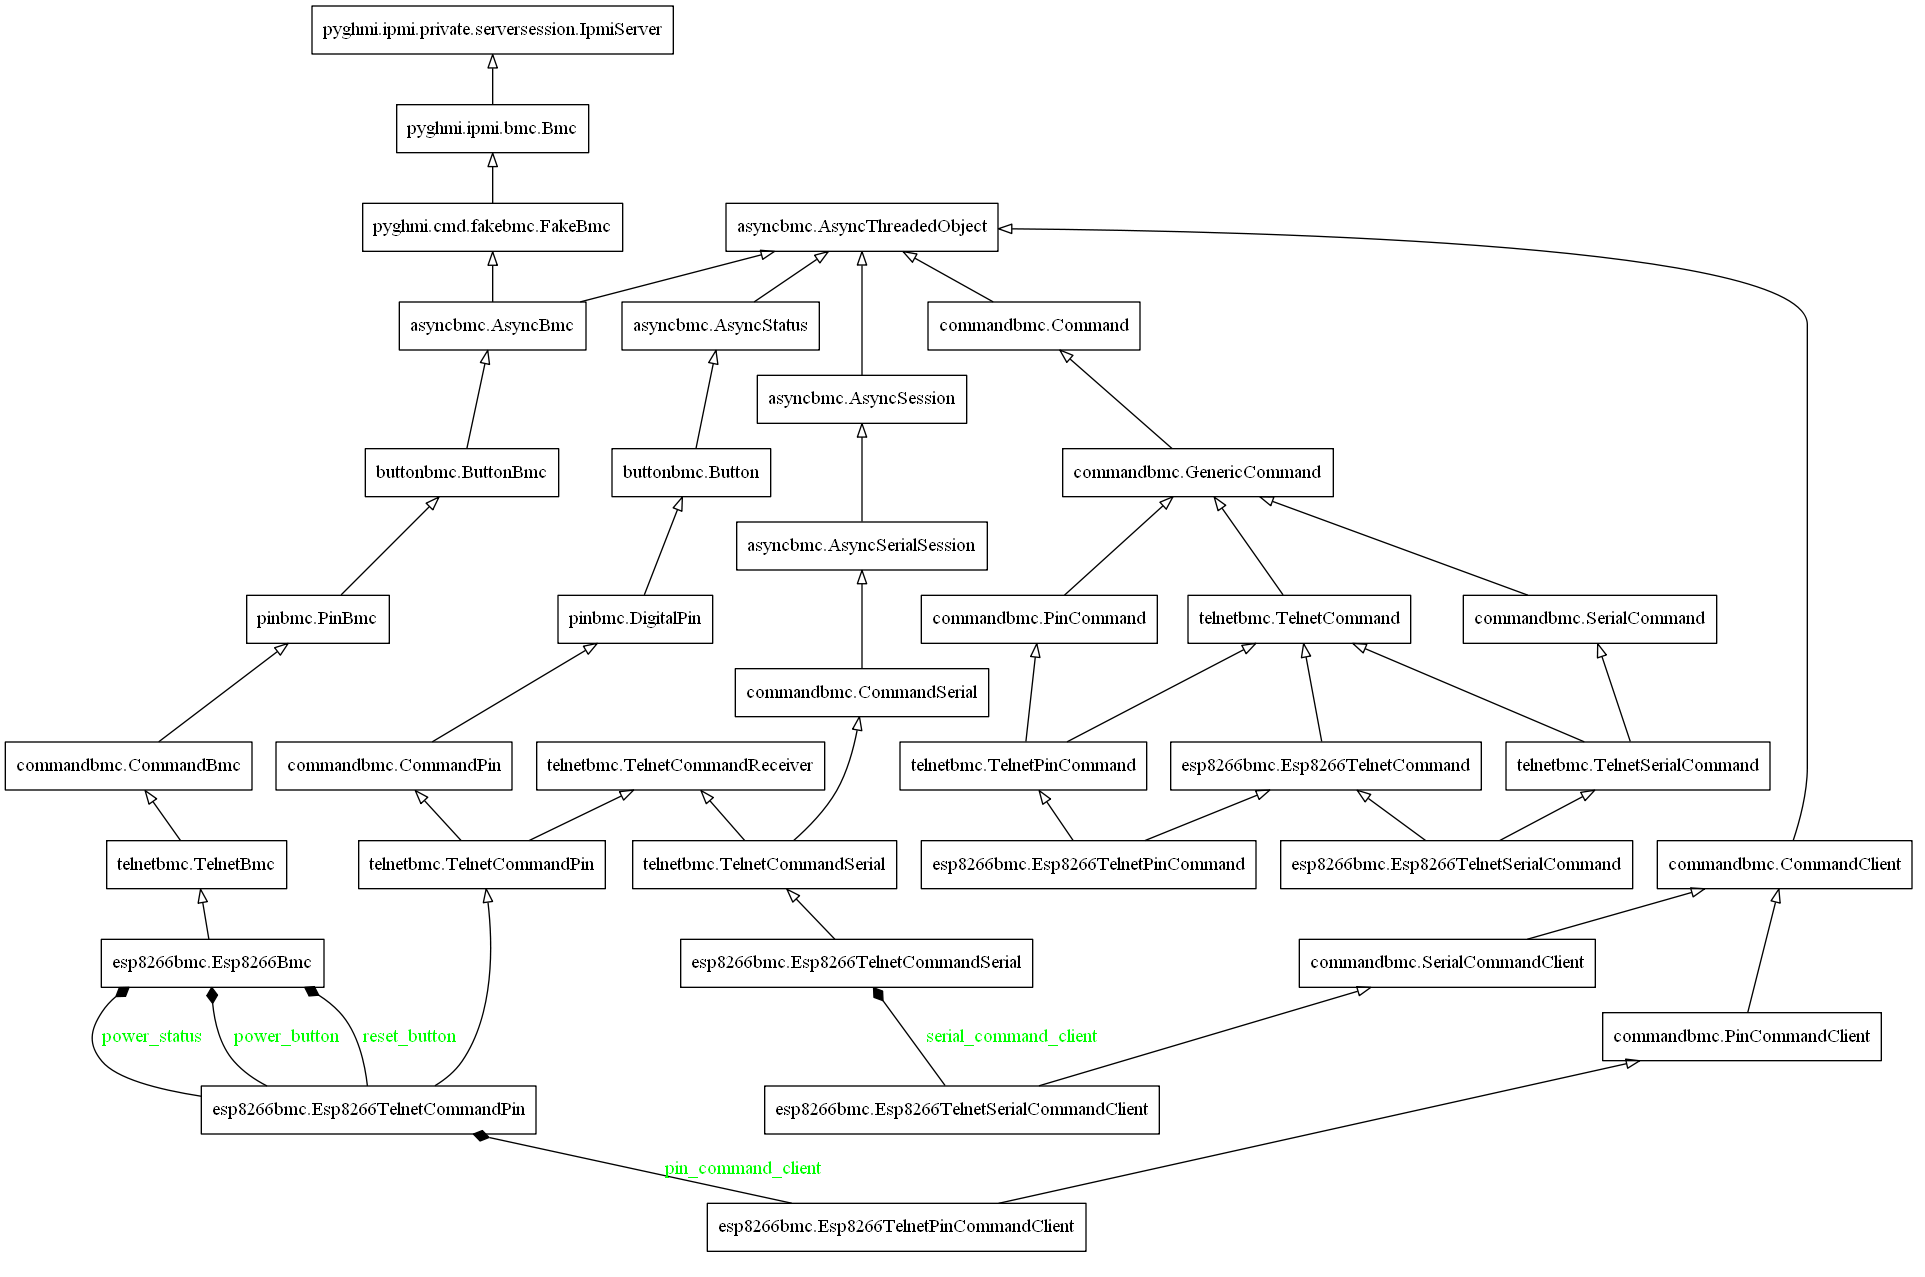 pyghmi.ipmi.private.serversession.IpmiServer
pyghmi.ipmi.bmc.Bmc
pyghmi.cmd.fakebmc.FakeBmc
asyncbmc.AsyncThreadedObject
asyncbmc.AsyncBmc
asyncbmc.AsyncStatus
commandbmc.Command
asyncbmc.AsyncSession
buttonbmc.ButtonBmc
buttonbmc.Button
commandbmc.GenericCommand
asyncbmc.AsyncSerialSession
pinbmc.PinBmc
pinbmc.DigitalPin
commandbmc.PinCommand
telnetbmc.TelnetCommand
commandbmc.SerialCommand
commandbmc.CommandSerial
commandbmc.CommandBmc
commandbmc.CommandPin
telnetbmc.TelnetCommandReceiver
telnetbmc.TelnetPinCommand
esp8266bmc.Esp8266TelnetCommand
telnetbmc.TelnetSerialCommand
telnetbmc.TelnetBmc
telnetbmc.TelnetCommandPin
telnetbmc.TelnetCommandSerial
esp8266bmc.Esp8266TelnetPinCommand
esp8266bmc.Esp8266TelnetSerialCommand
commandbmc.CommandClient
esp8266bmc.Esp8266Bmc
esp8266bmc.Esp8266TelnetCommandSerial
commandbmc.SerialCommandClient
power_status
power_button
reset_button
serial_command_client
commandbmc.PinCommandClient
esp8266bmc.Esp8266TelnetCommandPin
esp8266bmc.Esp8266TelnetSerialCommandClient
pin_command_client
esp8266bmc.Esp8266TelnetPinCommandClient